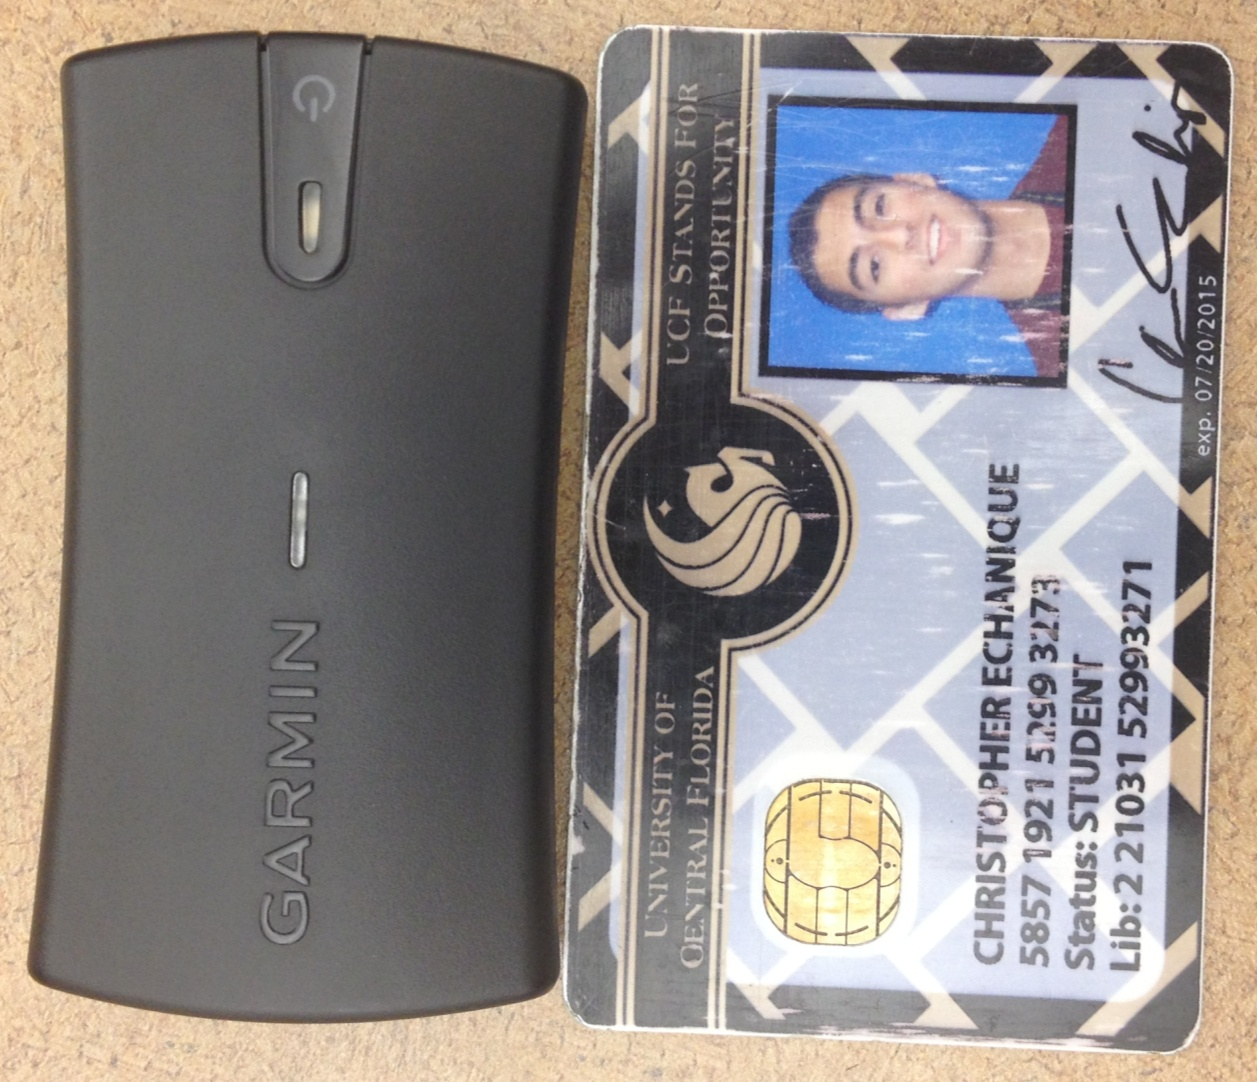 GARMIN
UNIVERSITY OF
CENTRAL FLORIDA
UCF STANDS FOR
OPPORTUNITY
CHRISTOPHER ECHANIQUE
5857 1921 5299 3273
Status: STUDENT
Lib: 2 21031 52993271
exp. 07/20/2015